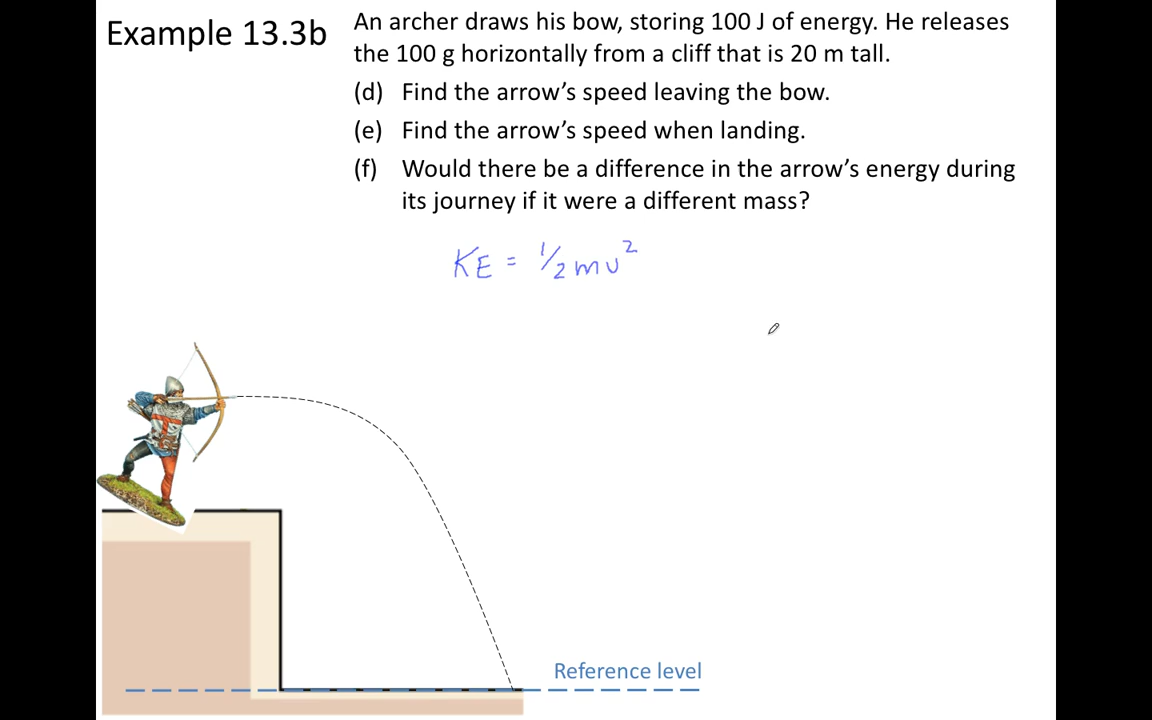 Example 13.3b
An archer draws his bow, storing 100 J of energy. He releases
the 100 g horizontally from a cliff that is 20 m tall.
(d) Find the arrow’s speed leaving the bow.
(e) Find the arrow’s speed when landing.
(f) Would there be a difference in the arrow’s energy during
its journey if it were a different mass?
KE = 1/2 mv²
Reference level